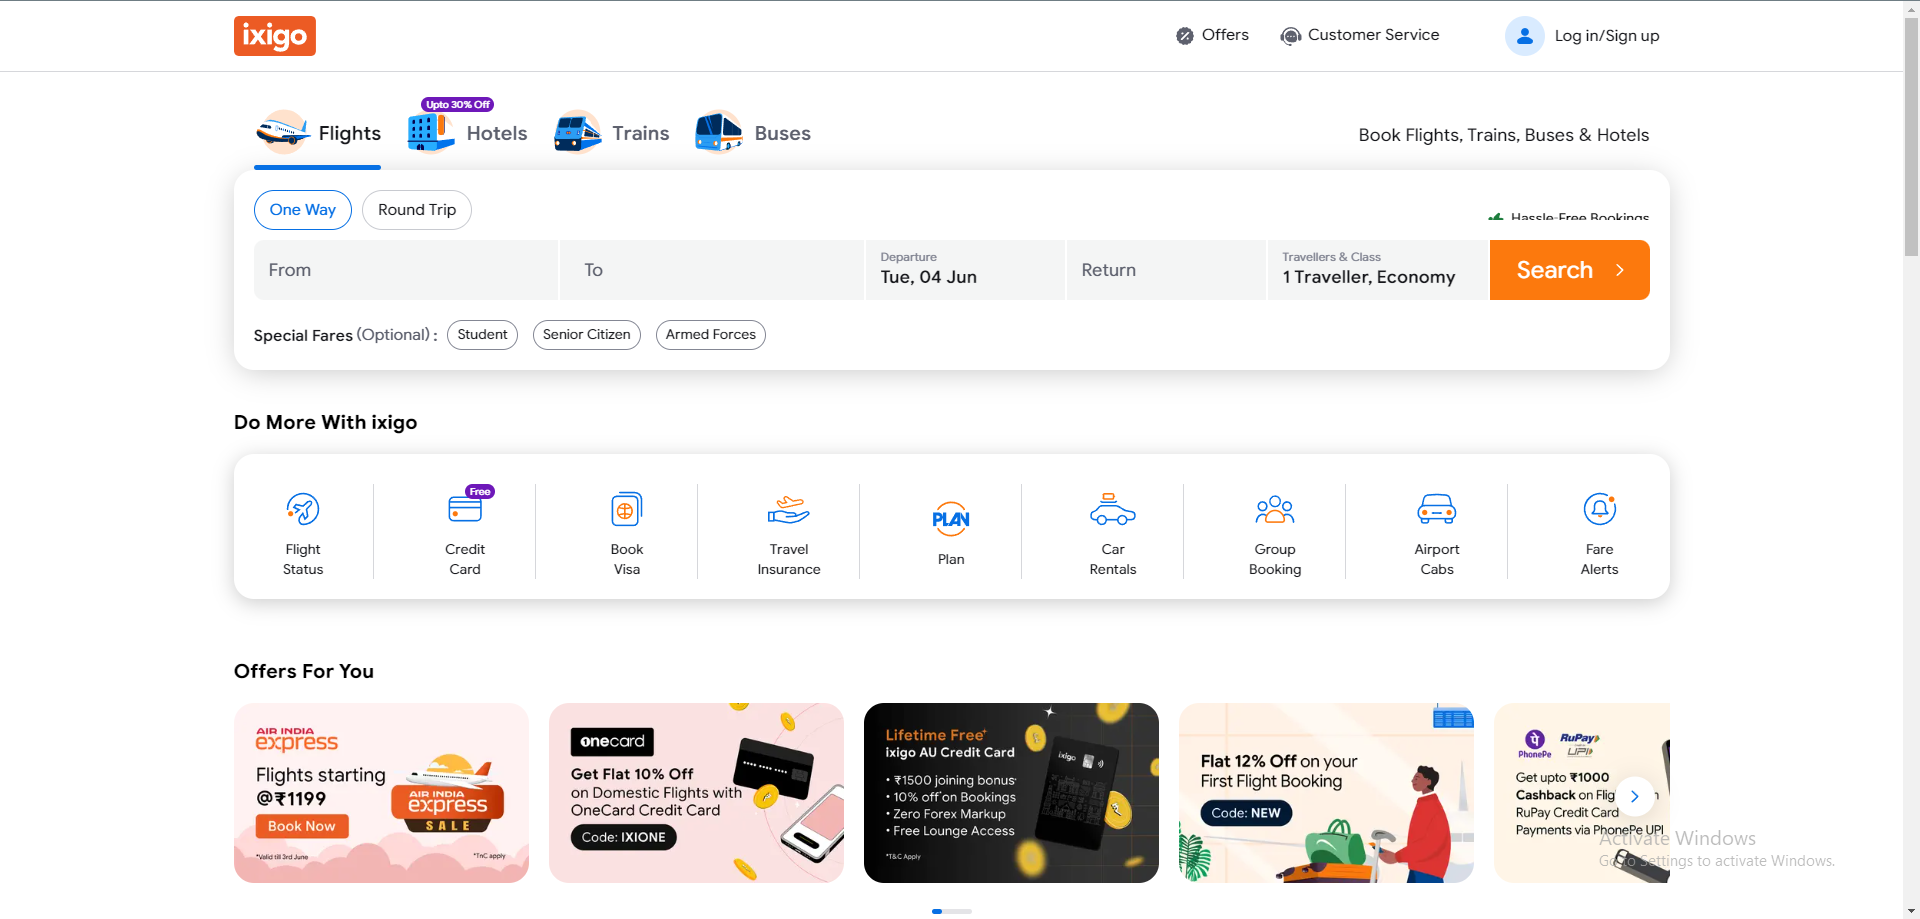 ixigo
Offers
Customer Service
Log in/Sign up
Flights
Upto 30% Off
Hotels
Trains
Buses
Book Flights, Trains, Buses & Hotels
One Way
Round Trip
Hassle-Free Bookings
From
To
Departure
Tue, 04 Jun
Return
Travellers & Class
1 Traveller, Economy
Search
Special Fares (Optional) :
Student
Senior Citizen
Armed Forces
Do More With ixigo
Flight
Status
Free
Credit
Card
Book
Visa
Travel
Insurance
PLAN
Plan
Car
Rentals
Group
Booking
Airport
Cabs
Fare
Alerts
Offers For You
AIR INDIA
express
Flights starting
@₹1199
Book Now
*Valid till 3rd June
AIR INDIA
express
SALE
*TnC apply
onecard
Get Flat 10% Off
on Domestic Flights with
OneCard Credit Card
Code: IXIONE
Lifetime Free*
ixigo AU Credit Card
• ₹1500 joining bonus*
• 10% off* on Bookings
• Zero Forex Markup
• Free Lounge Access
*T&C Apply
ixigo
Flat 12% Off on your
First Flight Booking
Code: NEW
PhonePe
RuPay
UPI
Get upto ₹1000
Cashback on
RuPay Credit Card
Payments via PhonePe UPI
Activate Windows
Go to Settings to activate Windows.